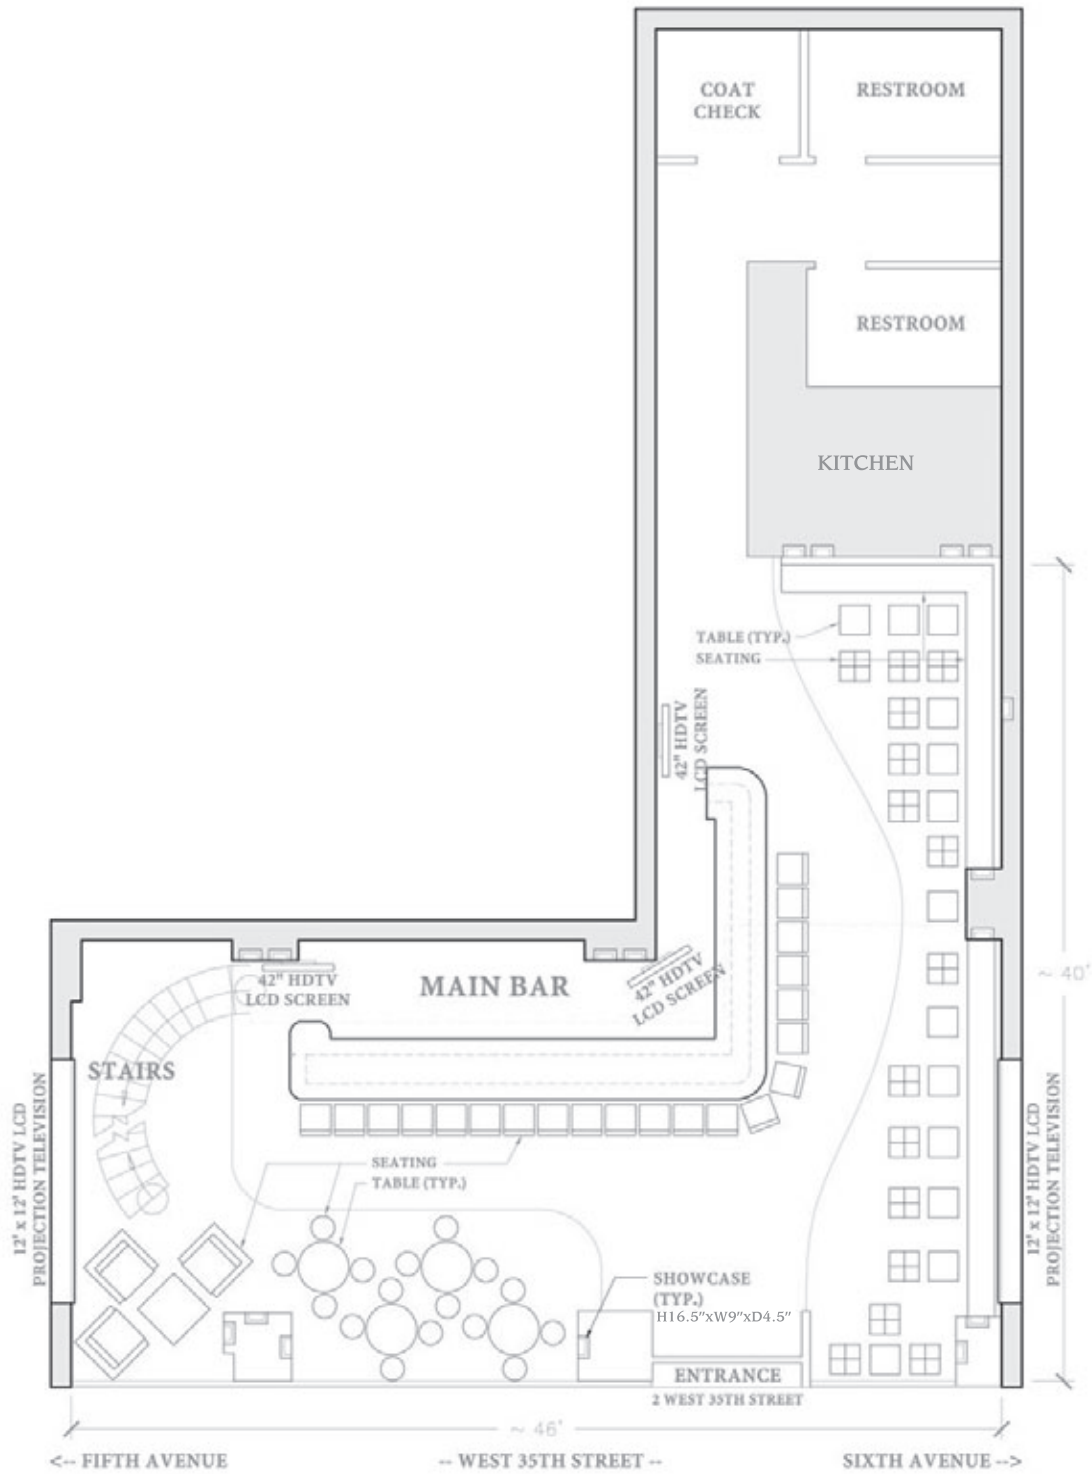 COAT
CHECK
RESTROOM
RESTROOM
KITCHEN
TABLE (TYP.)
SEATING
42" HDTV
LCD SCREEN
42" HDTV
LCD SCREEN
MAIN BAR
42" HDTV
LCD SCREEN
~ 40'
STAIRS
12' x 12' HDTV LCD
PROJECTION TELEVISION
12' x 12' HDTV LCD
PROJECTION TELEVISION
SEATING
TABLE (TYP.)
SHOWCASE
(TYP.)
H16.5"xW9"xD4.5"
ENTRANCE
2 WEST 35TH STREET
~ 46'
<-- FIFTH AVENUE
-- WEST 35TH STREET --
SIXTH AVENUE -->